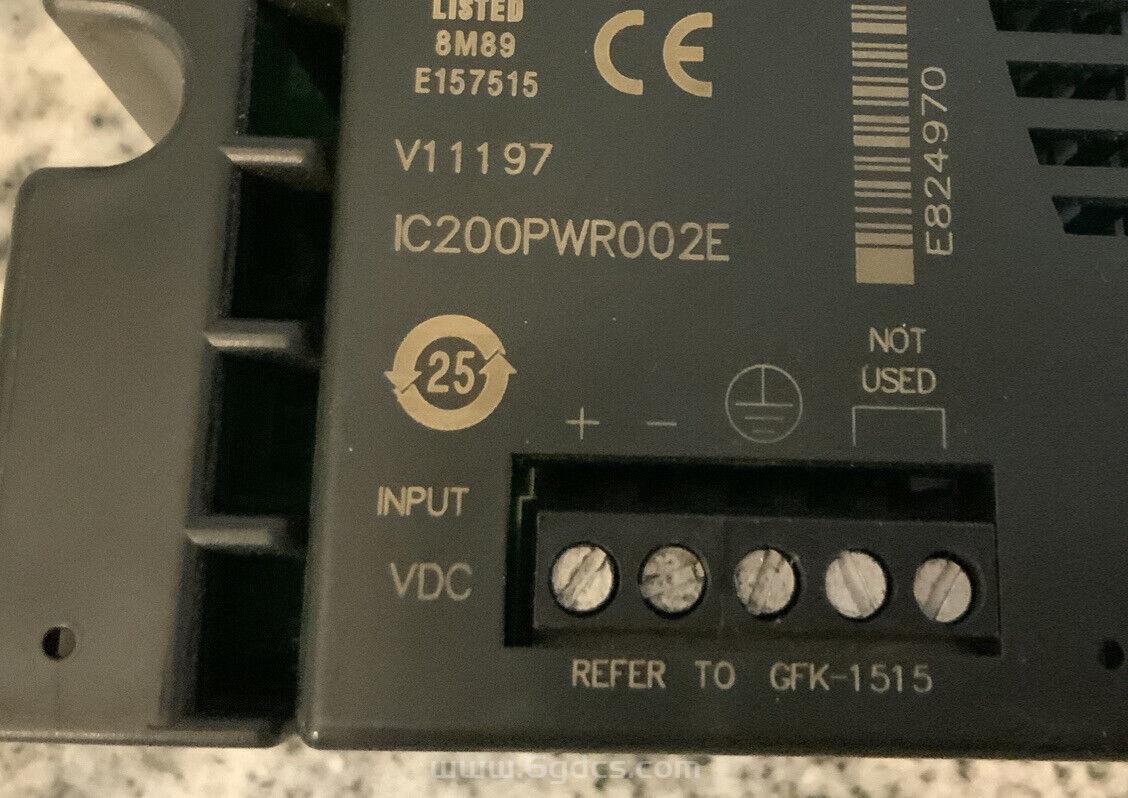 LISTED
8M89
E157515
CE
V11197
IC200PWR002E
E824970
25
NOT
USED
+ −
INPUT
VDC
REFER TO GFK-1515
www.6gdcs.com